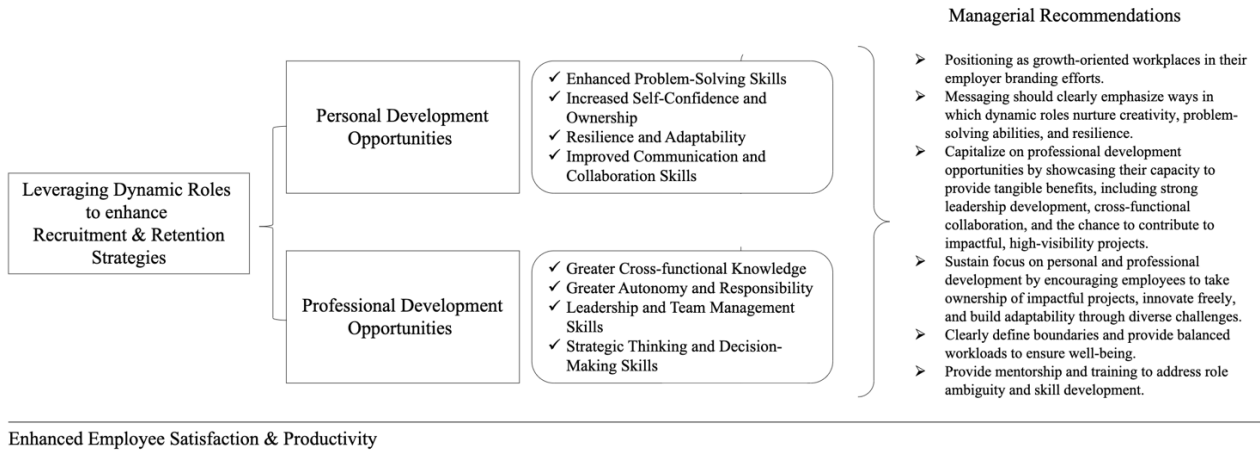 Leveraging Dynamic Roles
to enhance
Recruitment & Retention
Strategies
Personal Development
Opportunities
✓ Enhanced Problem-Solving Skills
✓ Increased Self-Confidence and
Ownership
✓ Resilience and Adaptability
✓ Improved Communication and
Collaboration Skills
Professional Development
Opportunities
✓ Greater Cross-functional Knowledge
✓ Greater Autonomy and Responsibility
✓ Leadership and Team Management
Skills
✓ Strategic Thinking and Decision-
Making Skills
Managerial Recommendations
➢ Positioning as growth-oriented workplaces in their
employer branding efforts.
➢ Messaging should clearly emphasize ways in
which dynamic roles nurture creativity, problem-
solving abilities, and resilience.
➢ Capitalize on professional development
opportunities by showcasing their capacity to
provide tangible benefits, including strong
leadership development, cross-functional
collaboration, and the chance to contribute to
impactful, high-visibility projects.
➢ Sustain focus on personal and professional
development by encouraging employees to take
ownership of impactful projects, innovate freely,
and build adaptability through diverse challenges.
➢ Clearly define boundaries and provide balanced
workloads to ensure well-being.
➢ Provide mentorship and training to address role
ambiguity and skill development.
Enhanced Employee Satisfaction & Productivity